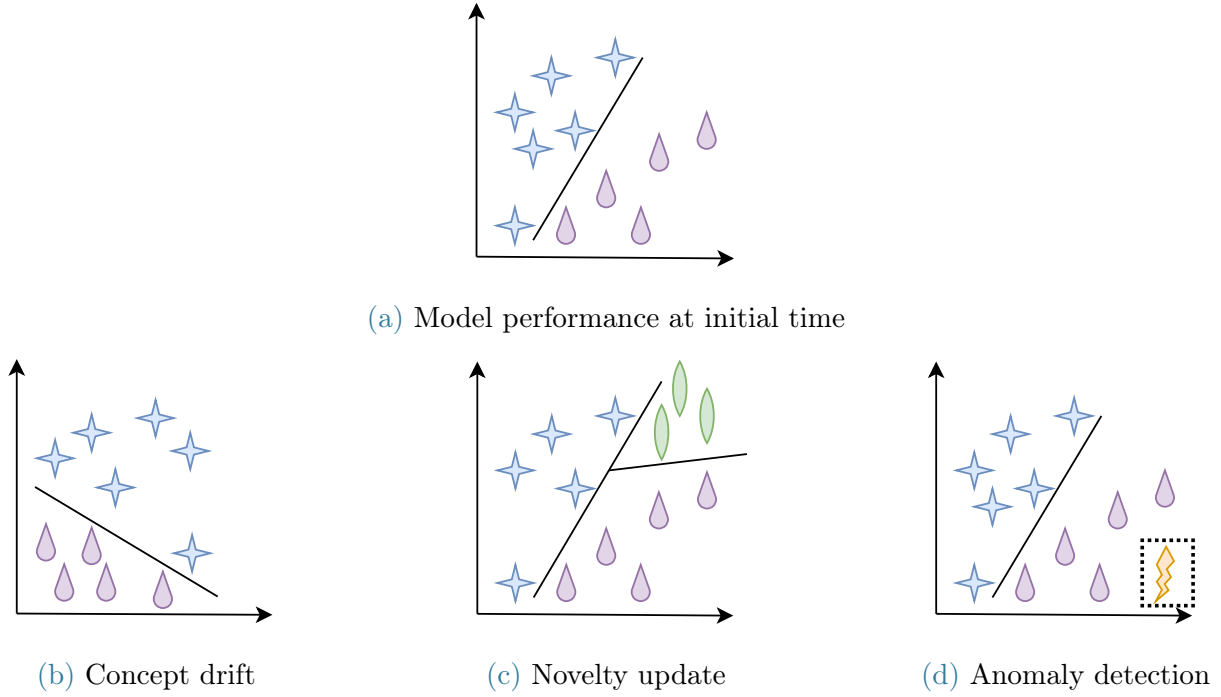 (a) Model performance at initial time
(b) Concept drift
(c) Novelty update
(d) Anomaly detection